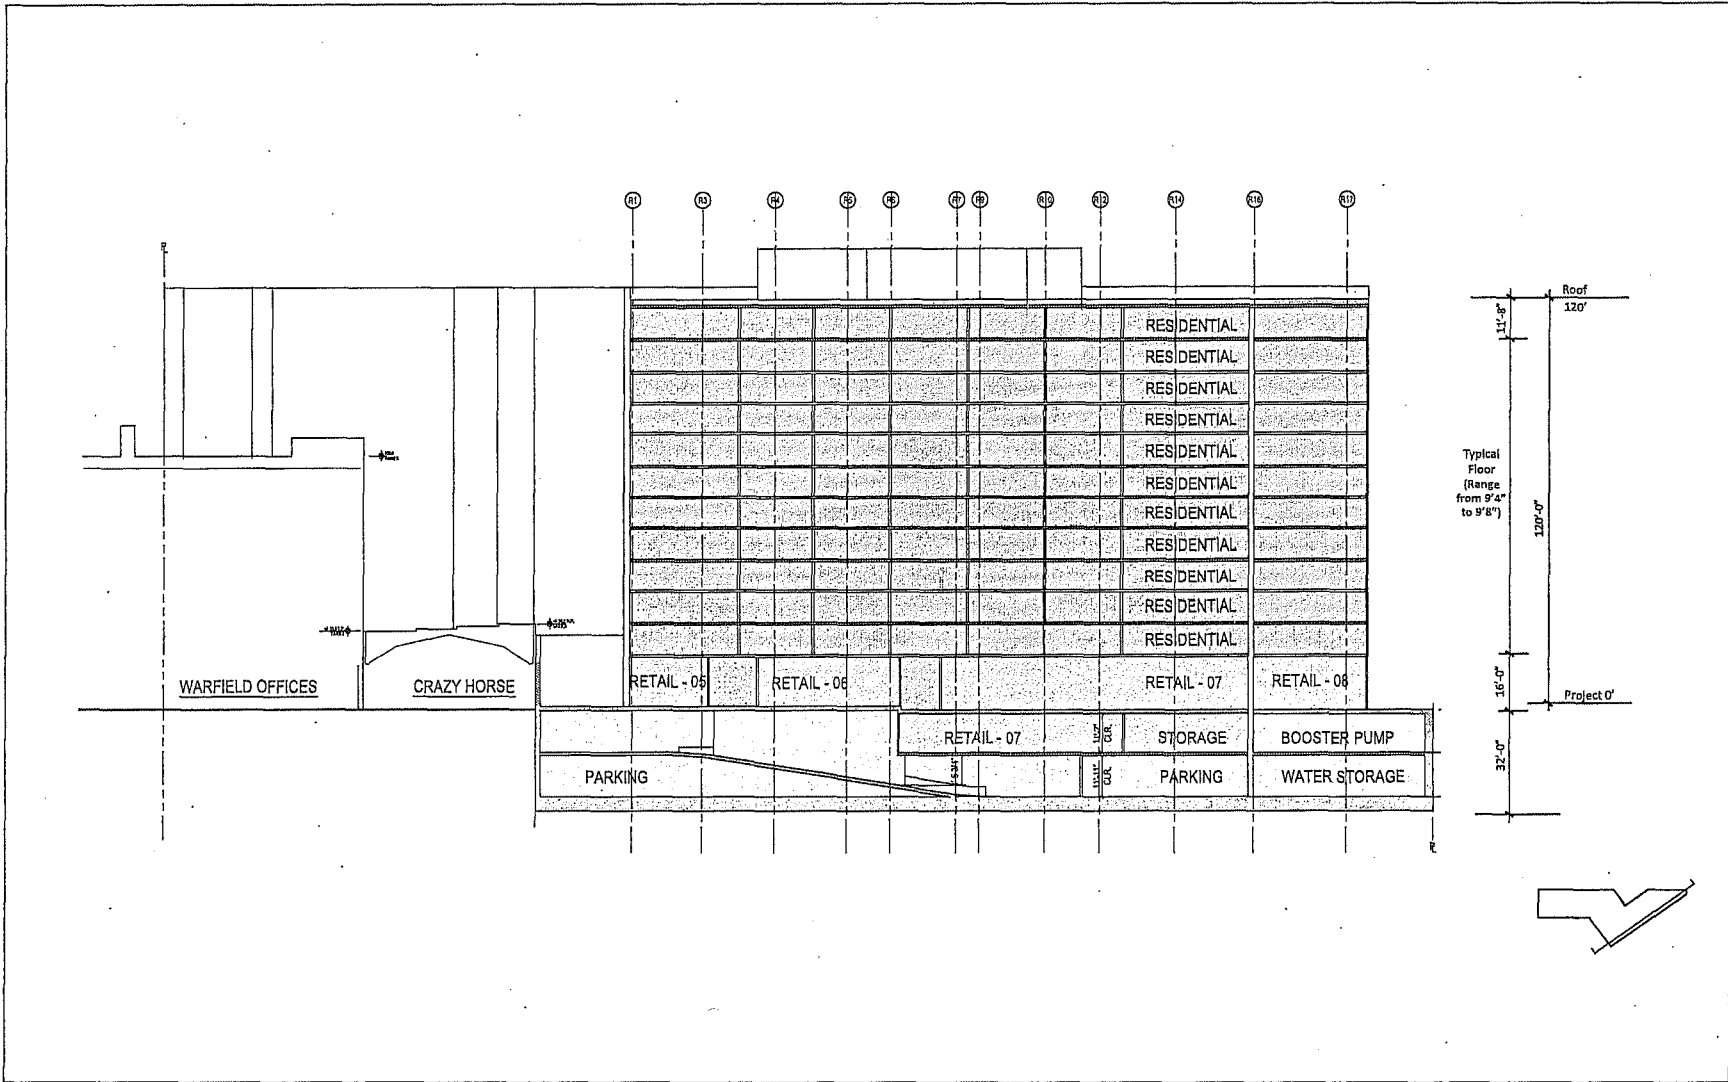 R1 R3 R4 R5 R6 R7 R9 R10 R12 R14 R16 R17
Roof
120'
11'-8"
RESIDENTIAL
RESIDENTIAL
RESIDENTIAL
RESIDENTIAL
RESIDENTIAL
RESIDENTIAL
RESIDENTIAL
RESIDENTIAL
RESIDENTIAL
RESIDENTIAL
RESIDENTIAL
Typical
Floor
(Range
from 9'4"
to 9'8")
120'-0"
WARFIELD OFFICES
CRAZY HORSE
RETAIL - 05
RETAIL - 06
RETAIL - 07
RETAIL - 08
16'-0"
Project 0'
RETAIL - 07
CLR.
STORAGE
BOOSTER PUMP
32'-0"
PARKING
CLR.
PARKING
WATER STORAGE